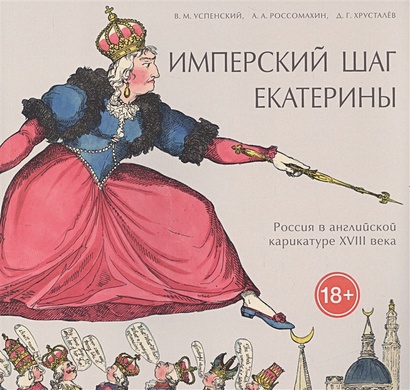 В. М. УСПЕНСКИЙ, А. А. РОССОМАХИН, Д. Г. ХРУСТАЛЁВ
ИМПЕРСКИЙ ШАГ
ЕКАТЕРИНЫ
Россия в английской
карикатуре XVIII века
18+